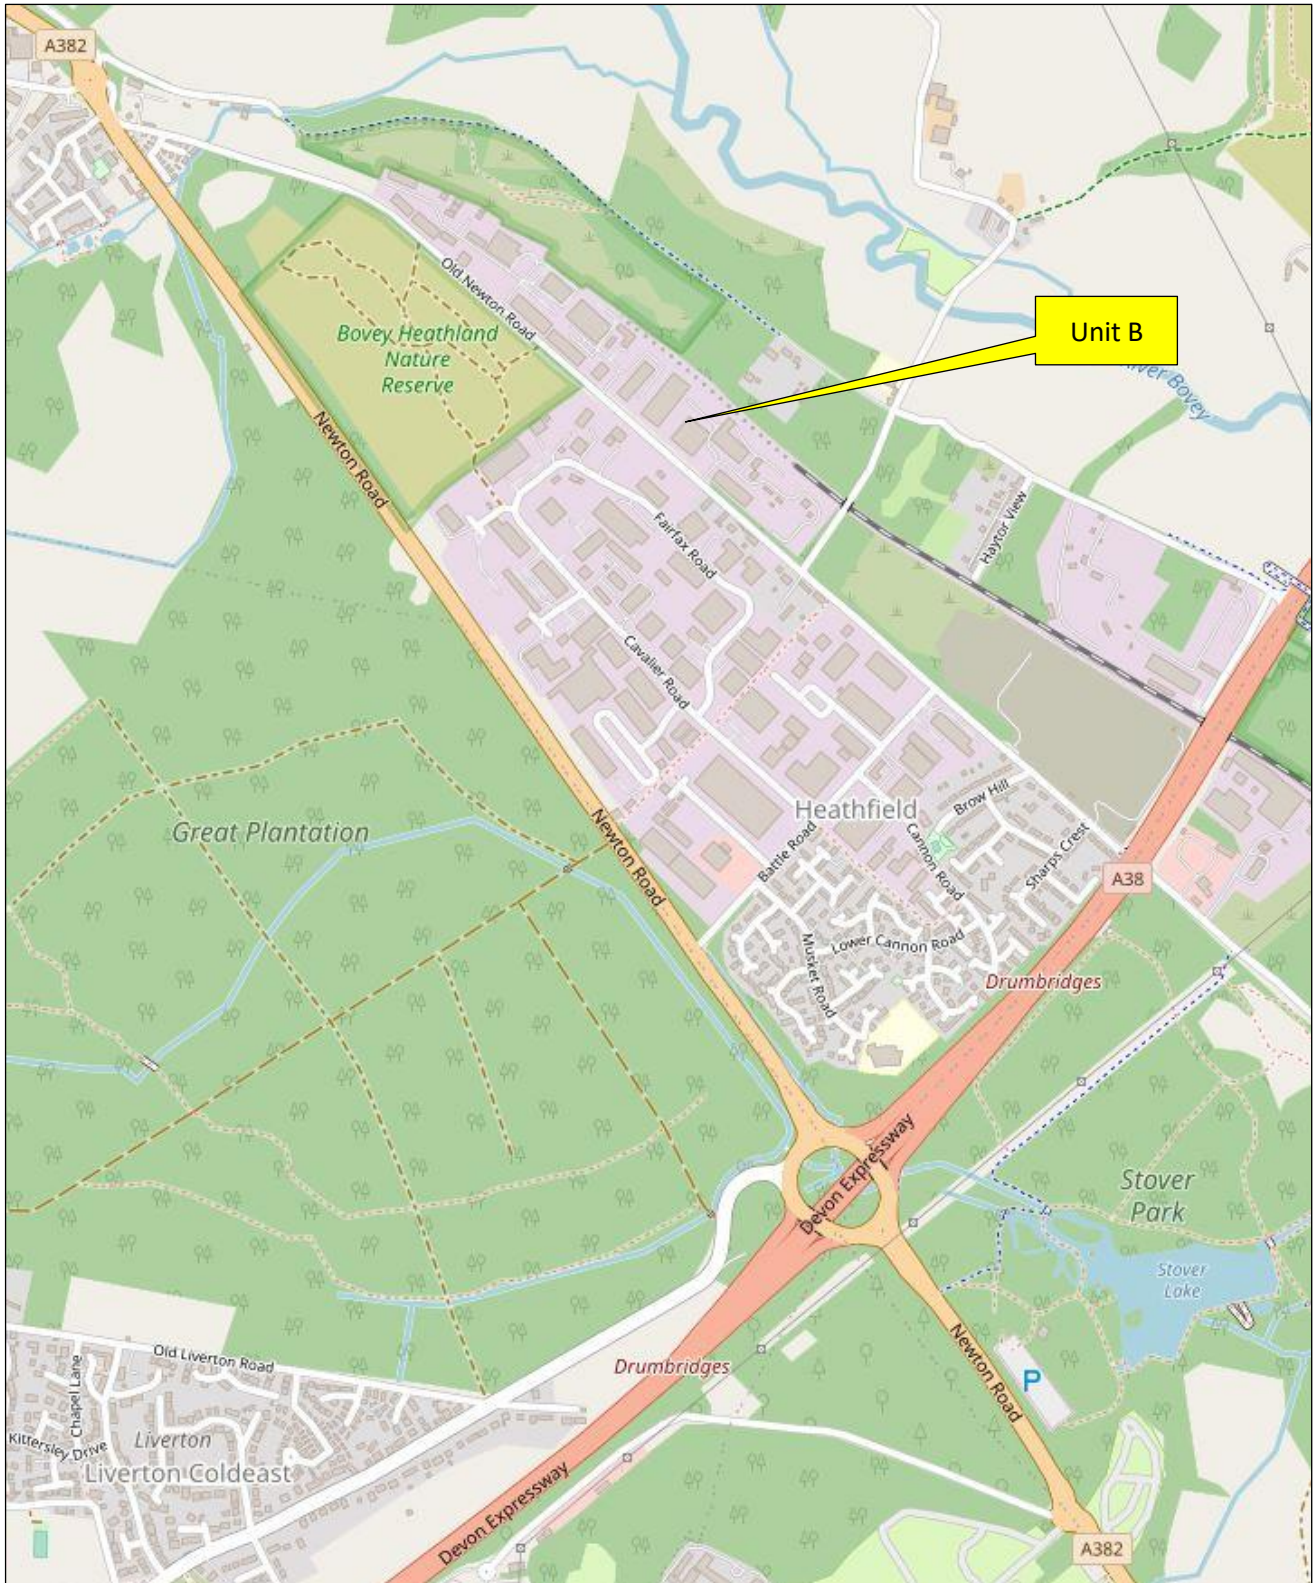 A382
Old Newton Road
Bovey Heathland
Nature
Reserve
Unit B
River Bovey
Newton Road
Haytor View
Fairfax Road
Cavalier Road
Great Plantation
Newton Road
Heathfield
Brow Hill
Battle Road
Cannon Road
Sharps Crest
A38
Lower Cannon Road
Musket Road
Drumbridges
Devon Expressway
Stover
Park
Stover
Lake
Old Liverton Road
Drumbridges
Newton Road
P
Chapel Lane
Kittersley Drive
Liverton
Liverton Coldeast
Devon Expressway
A382